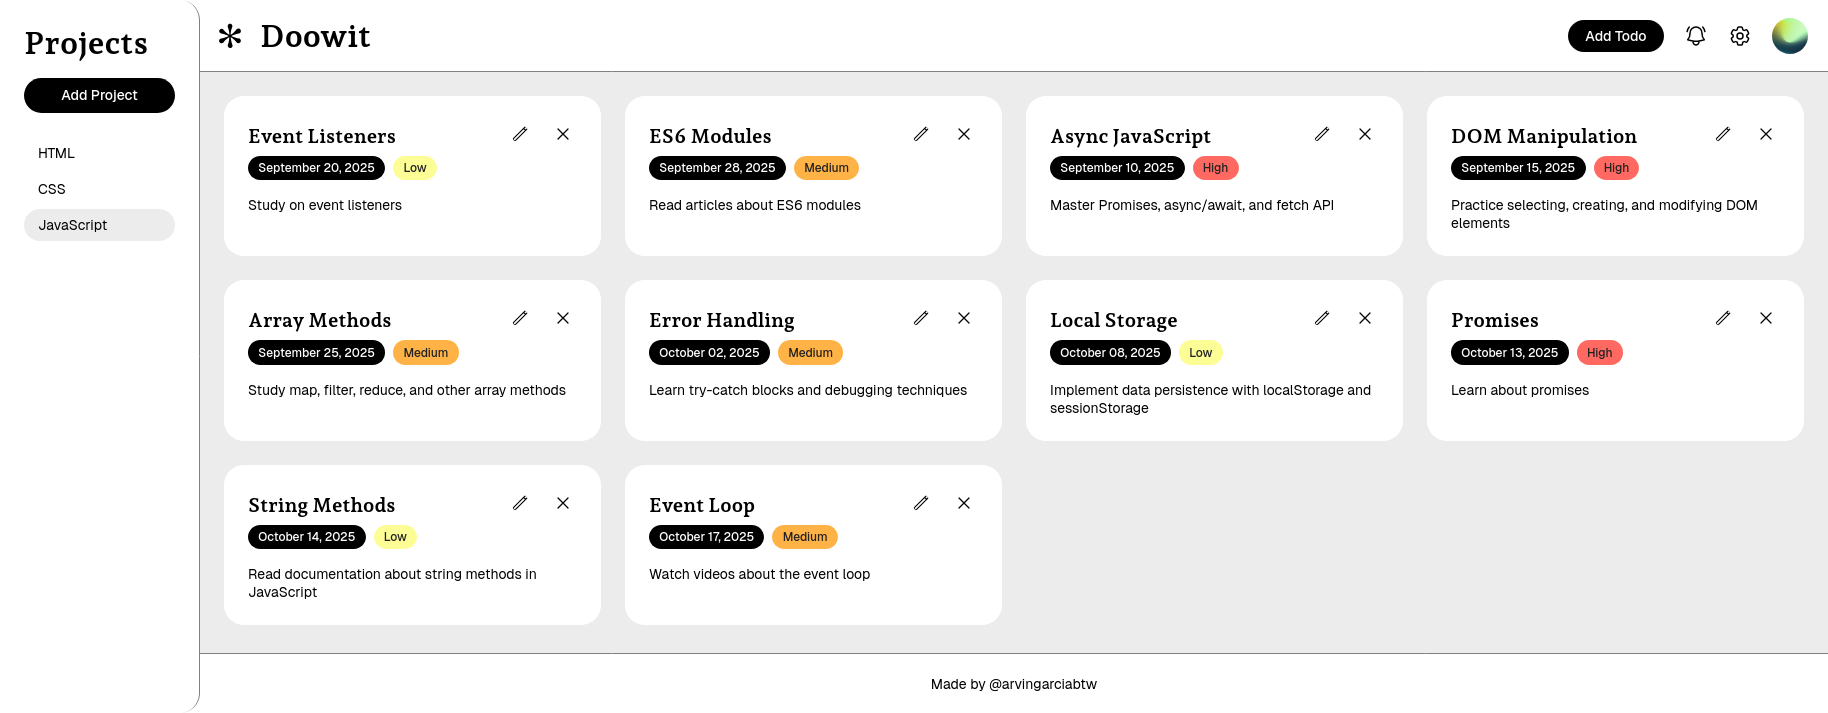 Projects
Add Project
HTML
CSS
JavaScript
Doowit
Add Todo
Event Listeners
September 20, 2025 Low
Study on event listeners
ES6 Modules
September 28, 2025 Medium
Read articles about ES6 modules
Async JavaScript
September 10, 2025 High
Master Promises, async/await, and fetch API
DOM Manipulation
September 15, 2025 High
Practice selecting, creating, and modifying DOM
elements
Array Methods
September 25, 2025 Medium
Study map, filter, reduce, and other array methods
Error Handling
October 02, 2025 Medium
Learn try-catch blocks and debugging techniques
Local Storage
October 08, 2025 Low
Implement data persistence with localStorage and
sessionStorage
Promises
October 13, 2025 High
Learn about promises
String Methods
October 14, 2025 Low
Read documentation about string methods in
JavaScript
Event Loop
October 17, 2025 Medium
Watch videos about the event loop
Made by @arvingarciabtw